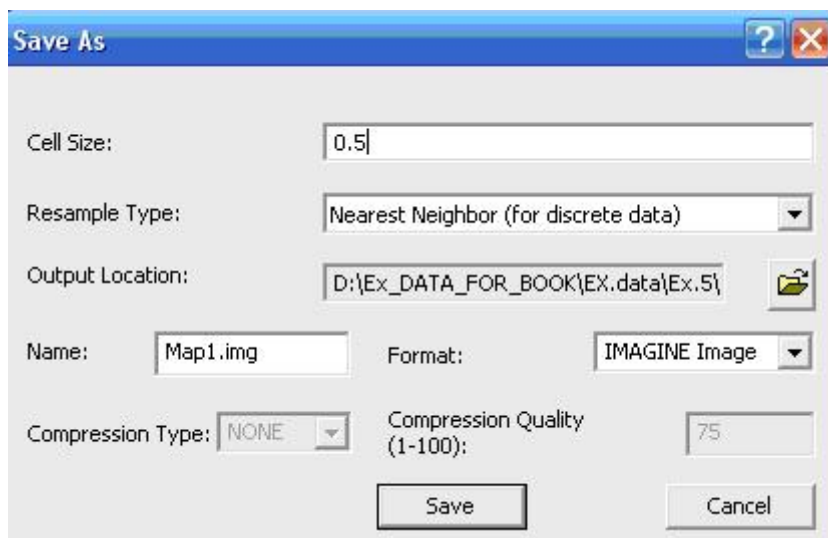 Save As
Cell Size: 0.5
Resample Type: Nearest Neighbor (for discrete data)
Output Location: D:\Ex_DATA_FOR_BOOK\EX.data\Ex.5\
Name: Map1.img Format: IMAGINE Image
Compression Type: NONE Compression Quality (1-100): 75
Save Cancel